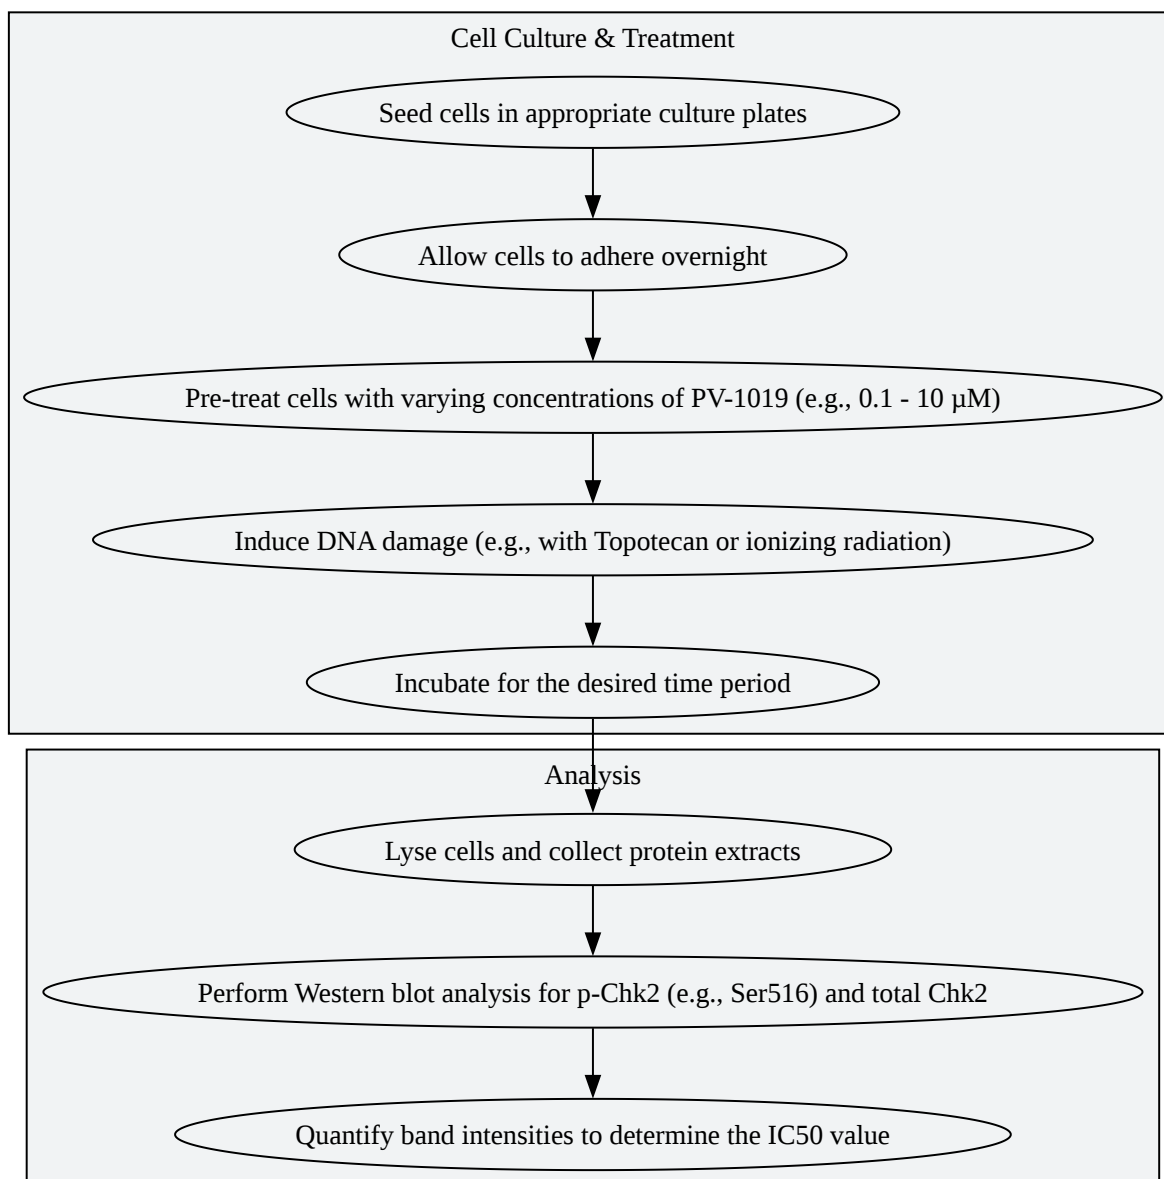 Cell Culture & Treatment
Seed cells in appropriate culture plates
Allow cells to adhere overnight
Pre-treat cells with varying concentrations of PV-1019 (e.g., 0.1 - 10 µM)
Induce DNA damage (e.g., with Topotecan or ionizing radiation)
Incubate for the desired time period
Analysis
Lyse cells and collect protein extracts
Perform Western blot analysis for p-Chk2 (e.g., Ser516) and total Chk2
Quantify band intensities to determine the IC50 value